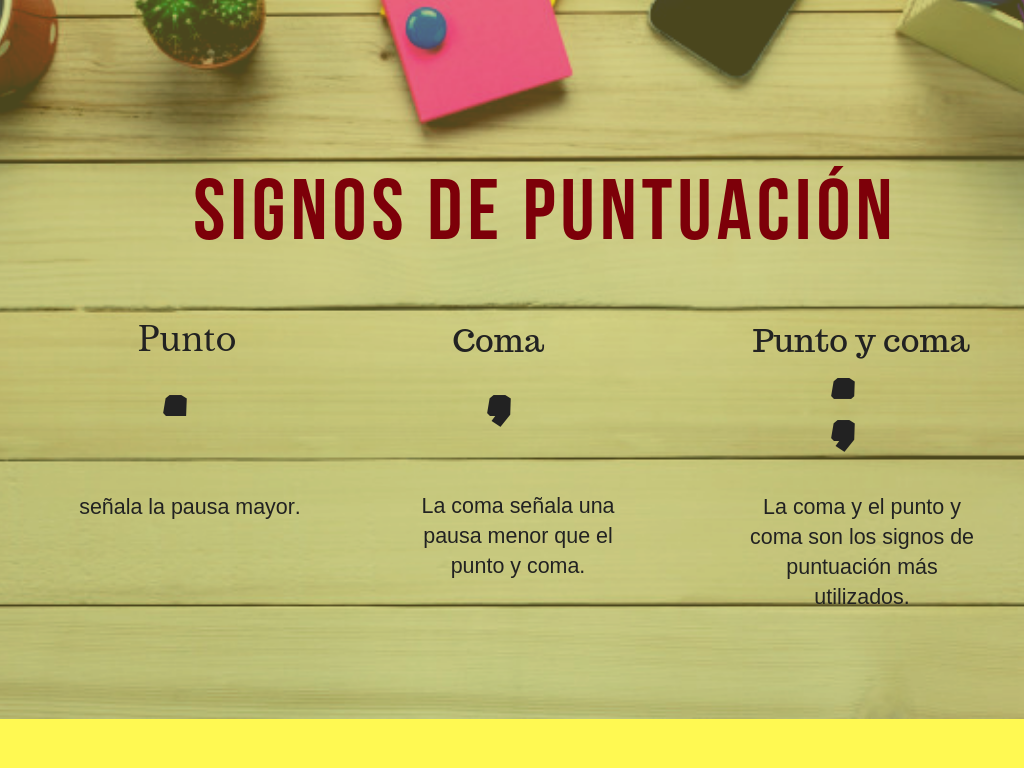 SIGNOS DE PUNTUACIÓN
Punto
.
señala la pausa mayor.
Coma
,
La coma señala una
pausa menor que el
punto y coma.
Punto y coma
;
La coma y el punto y
coma son los signos de
puntuación más
utilizados.